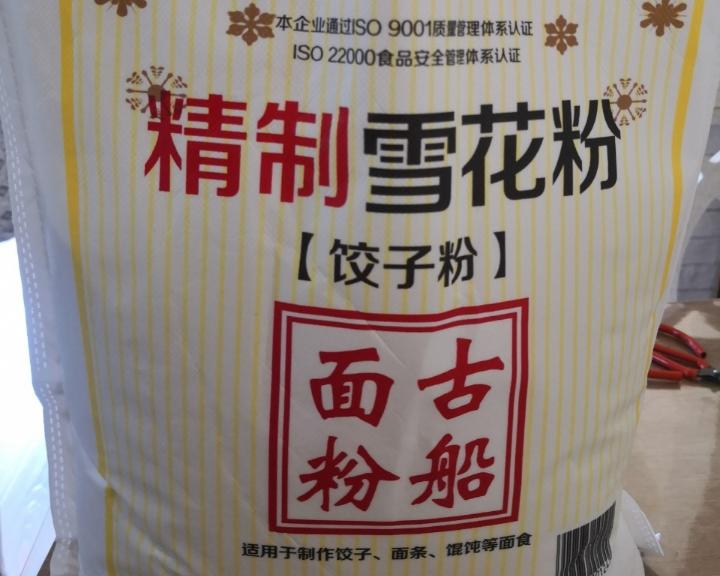 本企业通过ISO 9001质量管理体系认证
ISO 22000食品安全管理体系认证
精制雪花粉
【饺子粉】
古船
面粉
适用于制作饺子、面条、馄饨等面食